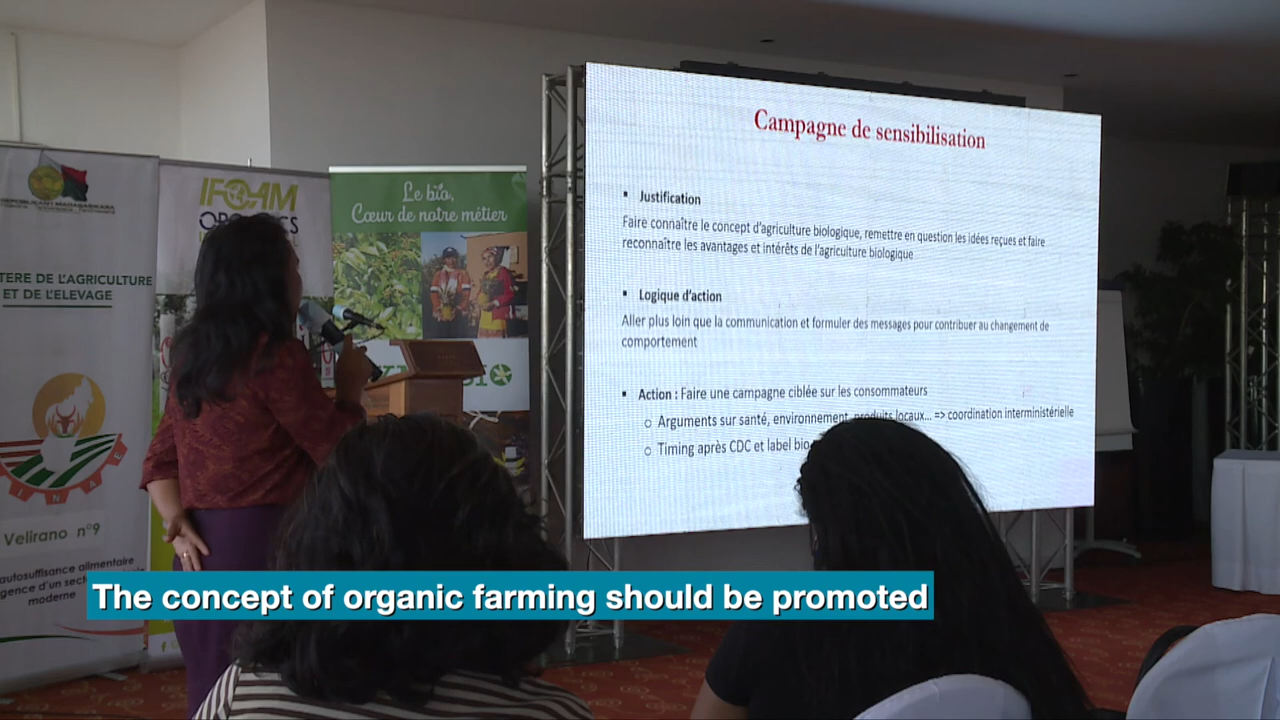 Campagne de sensibilisation
▪ Justification
Faire connaître le concept d'agriculture biologique, remettre en question les idées reçues et faire
reconnaître les avantages et intérêts de l'agriculture biologique
▪ Logique d'action
Aller plus loin que la communication et formuler des messages pour contribuer au changement de
comportement
▪ Action : Faire une campagne ciblée sur les consommateurs
o Arguments sur santé, environnement, produits locaux... => coordination interministérielle
o Timing après CDC et label bio
Le bio,
Cœur de notre métier
IFOAM
TERE DE L'AGRICULTURE
ET DE L'ELEVAGE
Velirano n°9
autosuffisance alimentaire
gence d'un
moderne
The concept of organic farming should be promoted